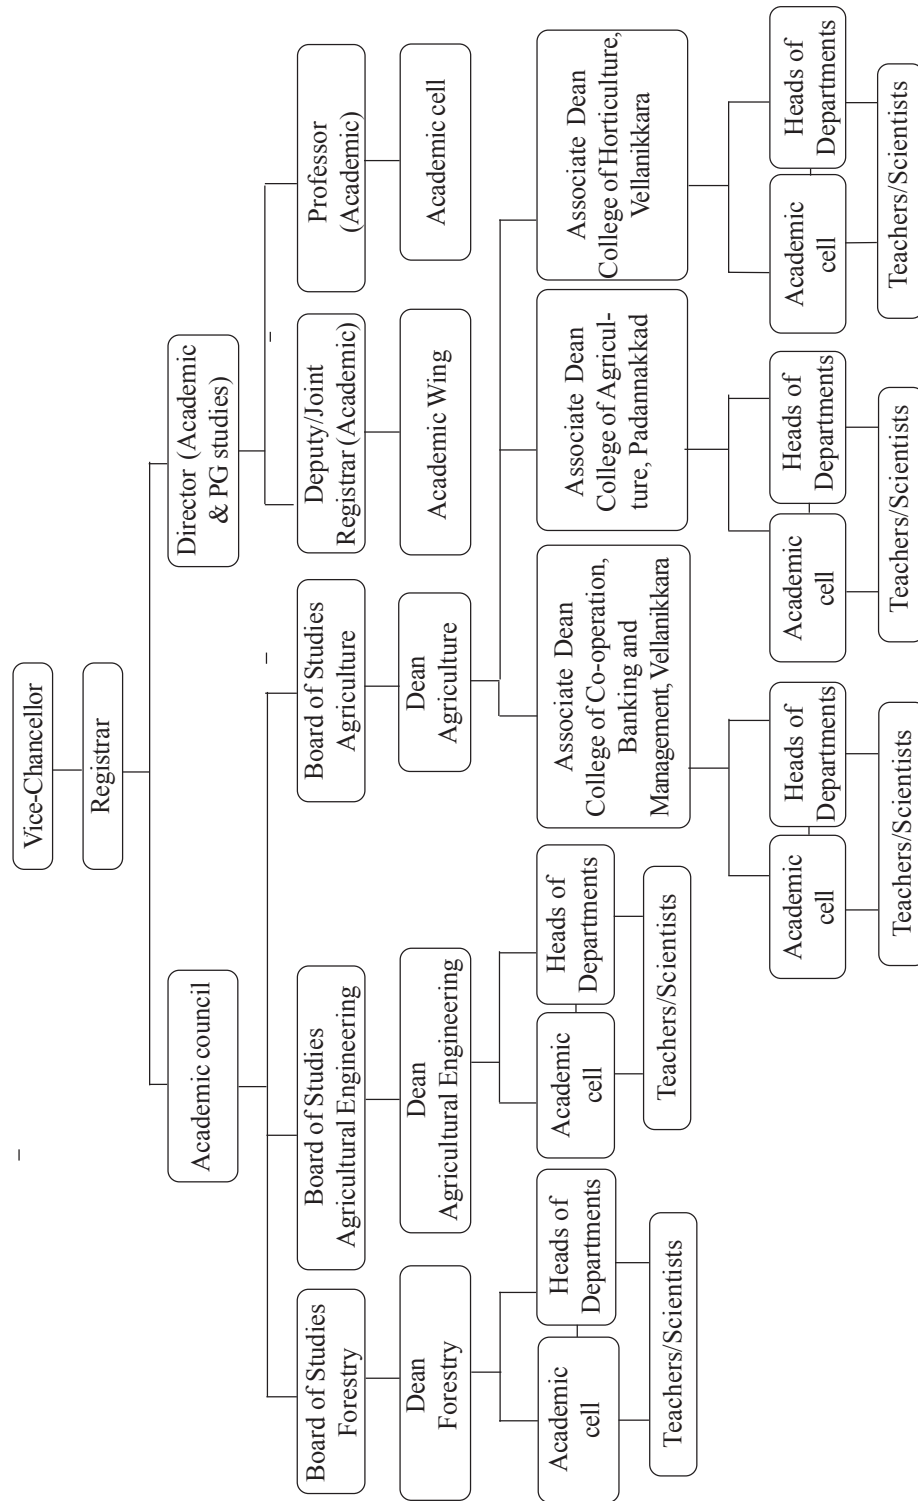 Vice-Chancellor
Registrar
Academic council
Director (Academic
& PG studies)
Board of Studies
Forestry
Board of Studies
Agricultural Engineering
Board of Studies
Agriculture
Deputy/Joint
Registrar (Academic)
Professor
(Academic)
Dean
Forestry
Dean
Agricultural Engineering
Dean
Agriculture
Academic Wing
Academic cell
Academic
cell
Heads of
Departments
Teachers/Scientists
Academic
cell
Heads of
Departments
Teachers/Scientists
Associate Dean
College of Co-operation,
Banking and
Management, Vellanikkara
Associate Dean
College of Agricul-
ture, Padannakkad
Associate Dean
College of Horticulture,
Vellanikkara
Academic
cell
Heads of
Departments
Teachers/Scientists
Academic
cell
Heads of
Departments
Teachers/Scientists
Academic
cell
Heads of
Departments
Teachers/Scientists